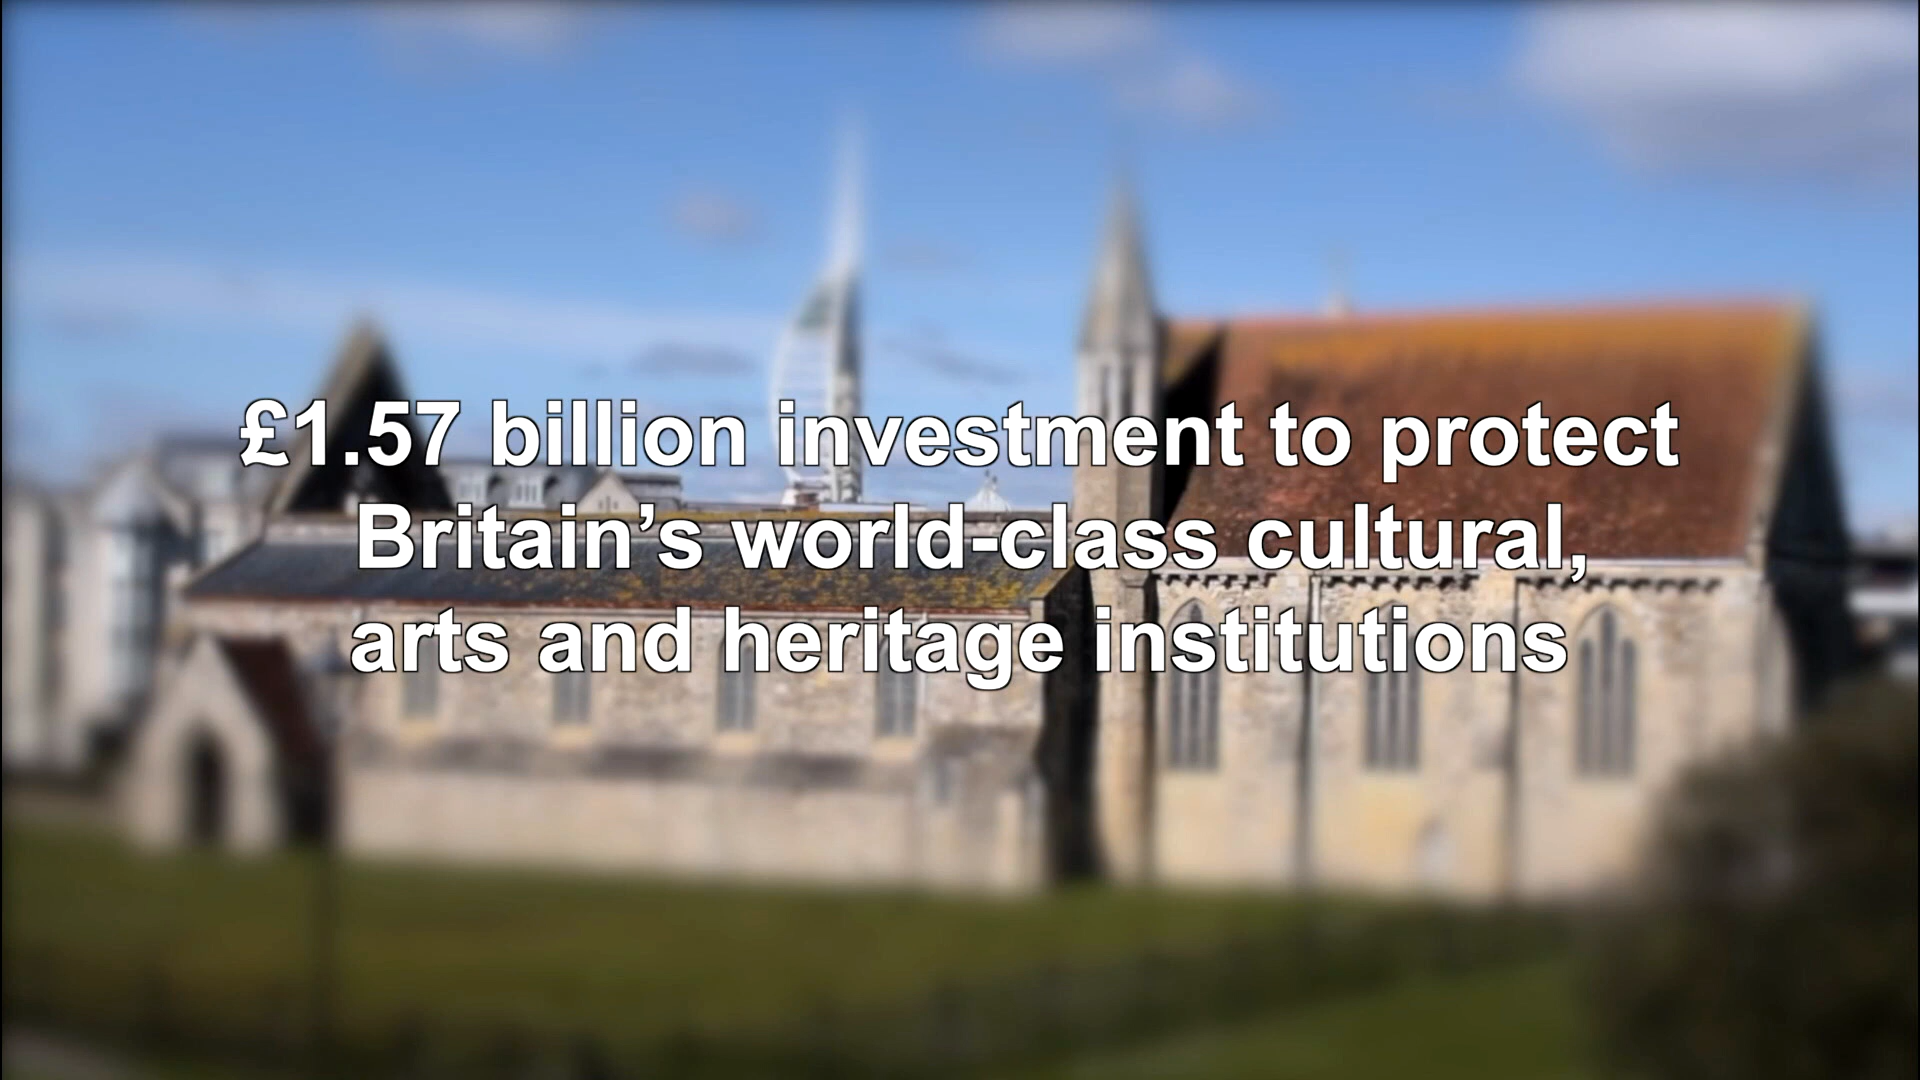 £1.57 billion investment to protect
Britain’s world-class cultural,
arts and heritage institutions